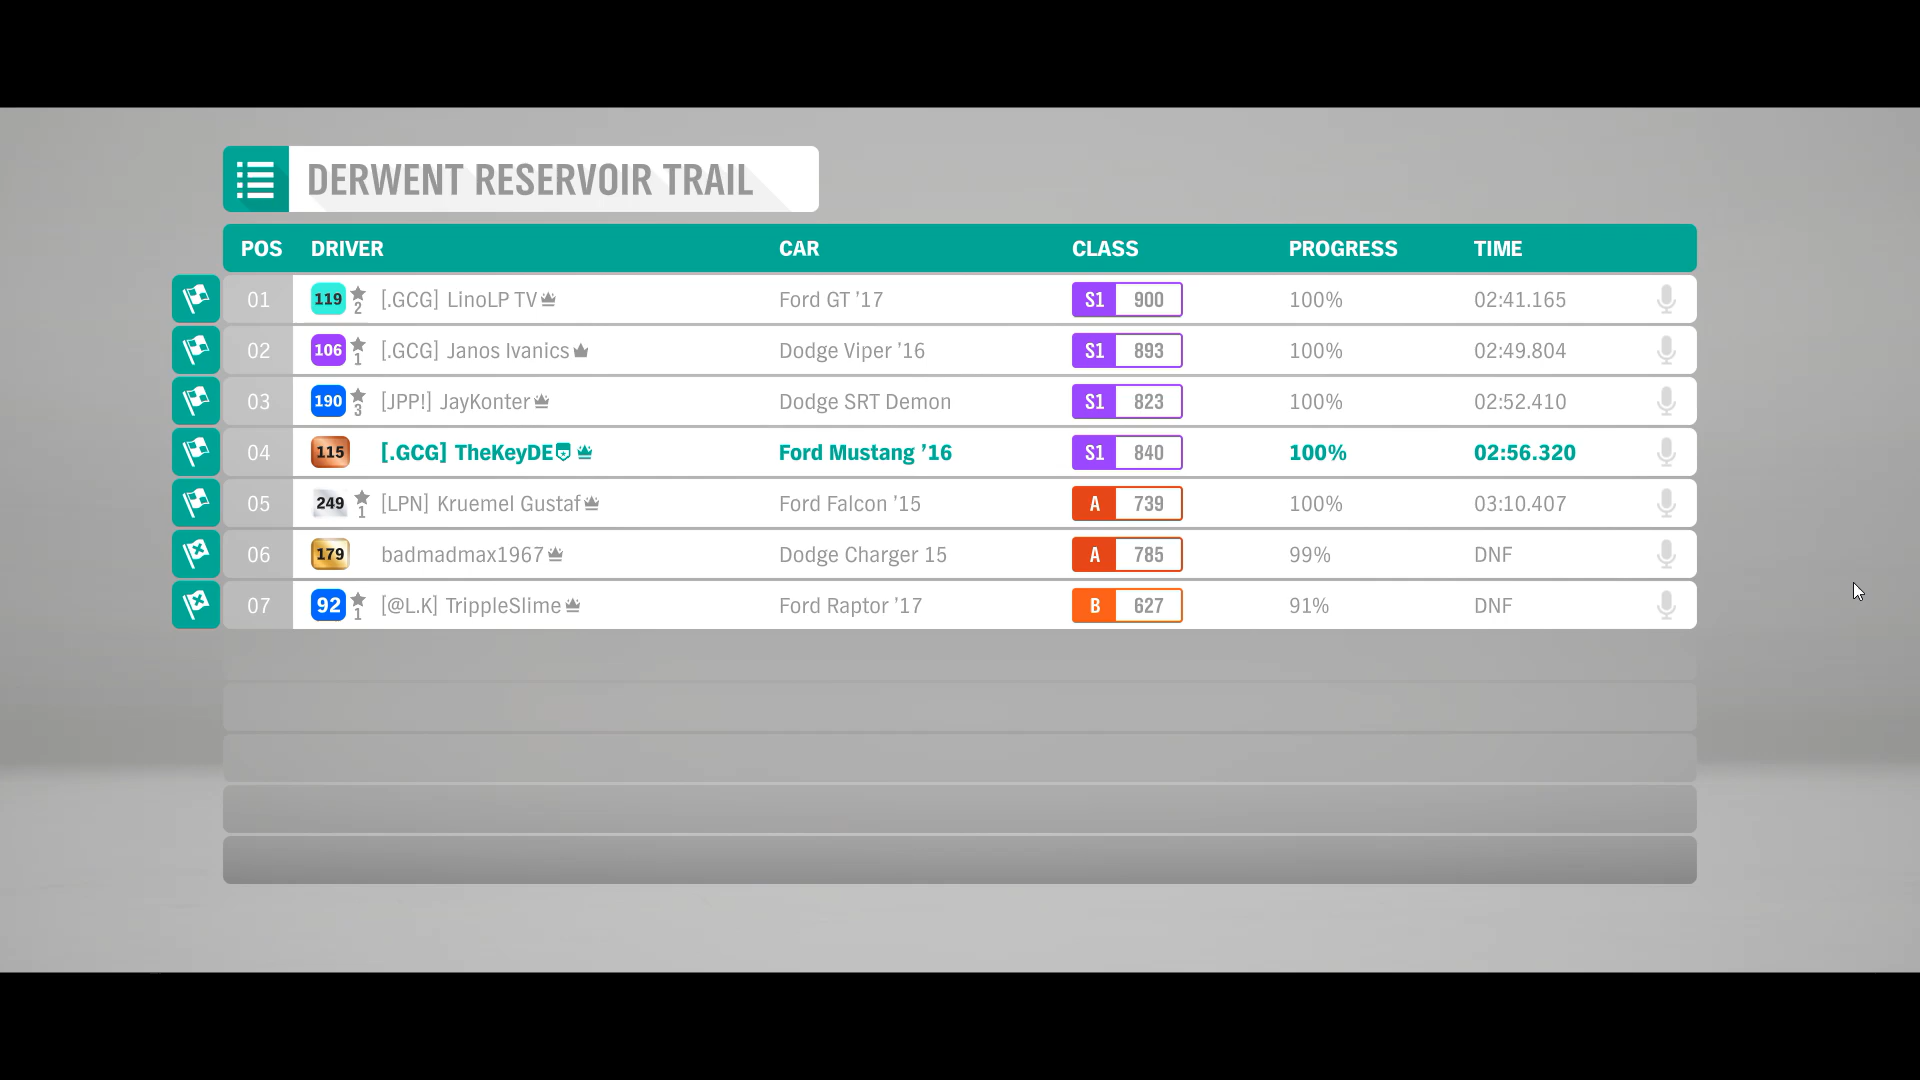 DERWENT RESERVOIR TRAIL
POS DRIVER CAR CLASS PROGRESS TIME
01 119 2 [.GCG] LinoLP TV Ford GT ’17 S1 900 100% 02:41.165
02 106 1 [.GCG] Janos Ivanics Dodge Viper ’16 S1 893 100% 02:49.804
03 190 3 [JPP!] JayKonter Dodge SRT Demon S1 823 100% 02:52.410
04 115 [.GCG] TheKeyDE Ford Mustang ’16 S1 840 100% 02:56.320
05 249 1 [LPN] Kruemel Gustaf Ford Falcon ’15 A 739 100% 03:10.407
06 179 badmadmax1967 Dodge Charger 15 A 785 99% DNF
07 92 1 [@L.K] TrippleSlime Ford Raptor ’17 B 627 91% DNF